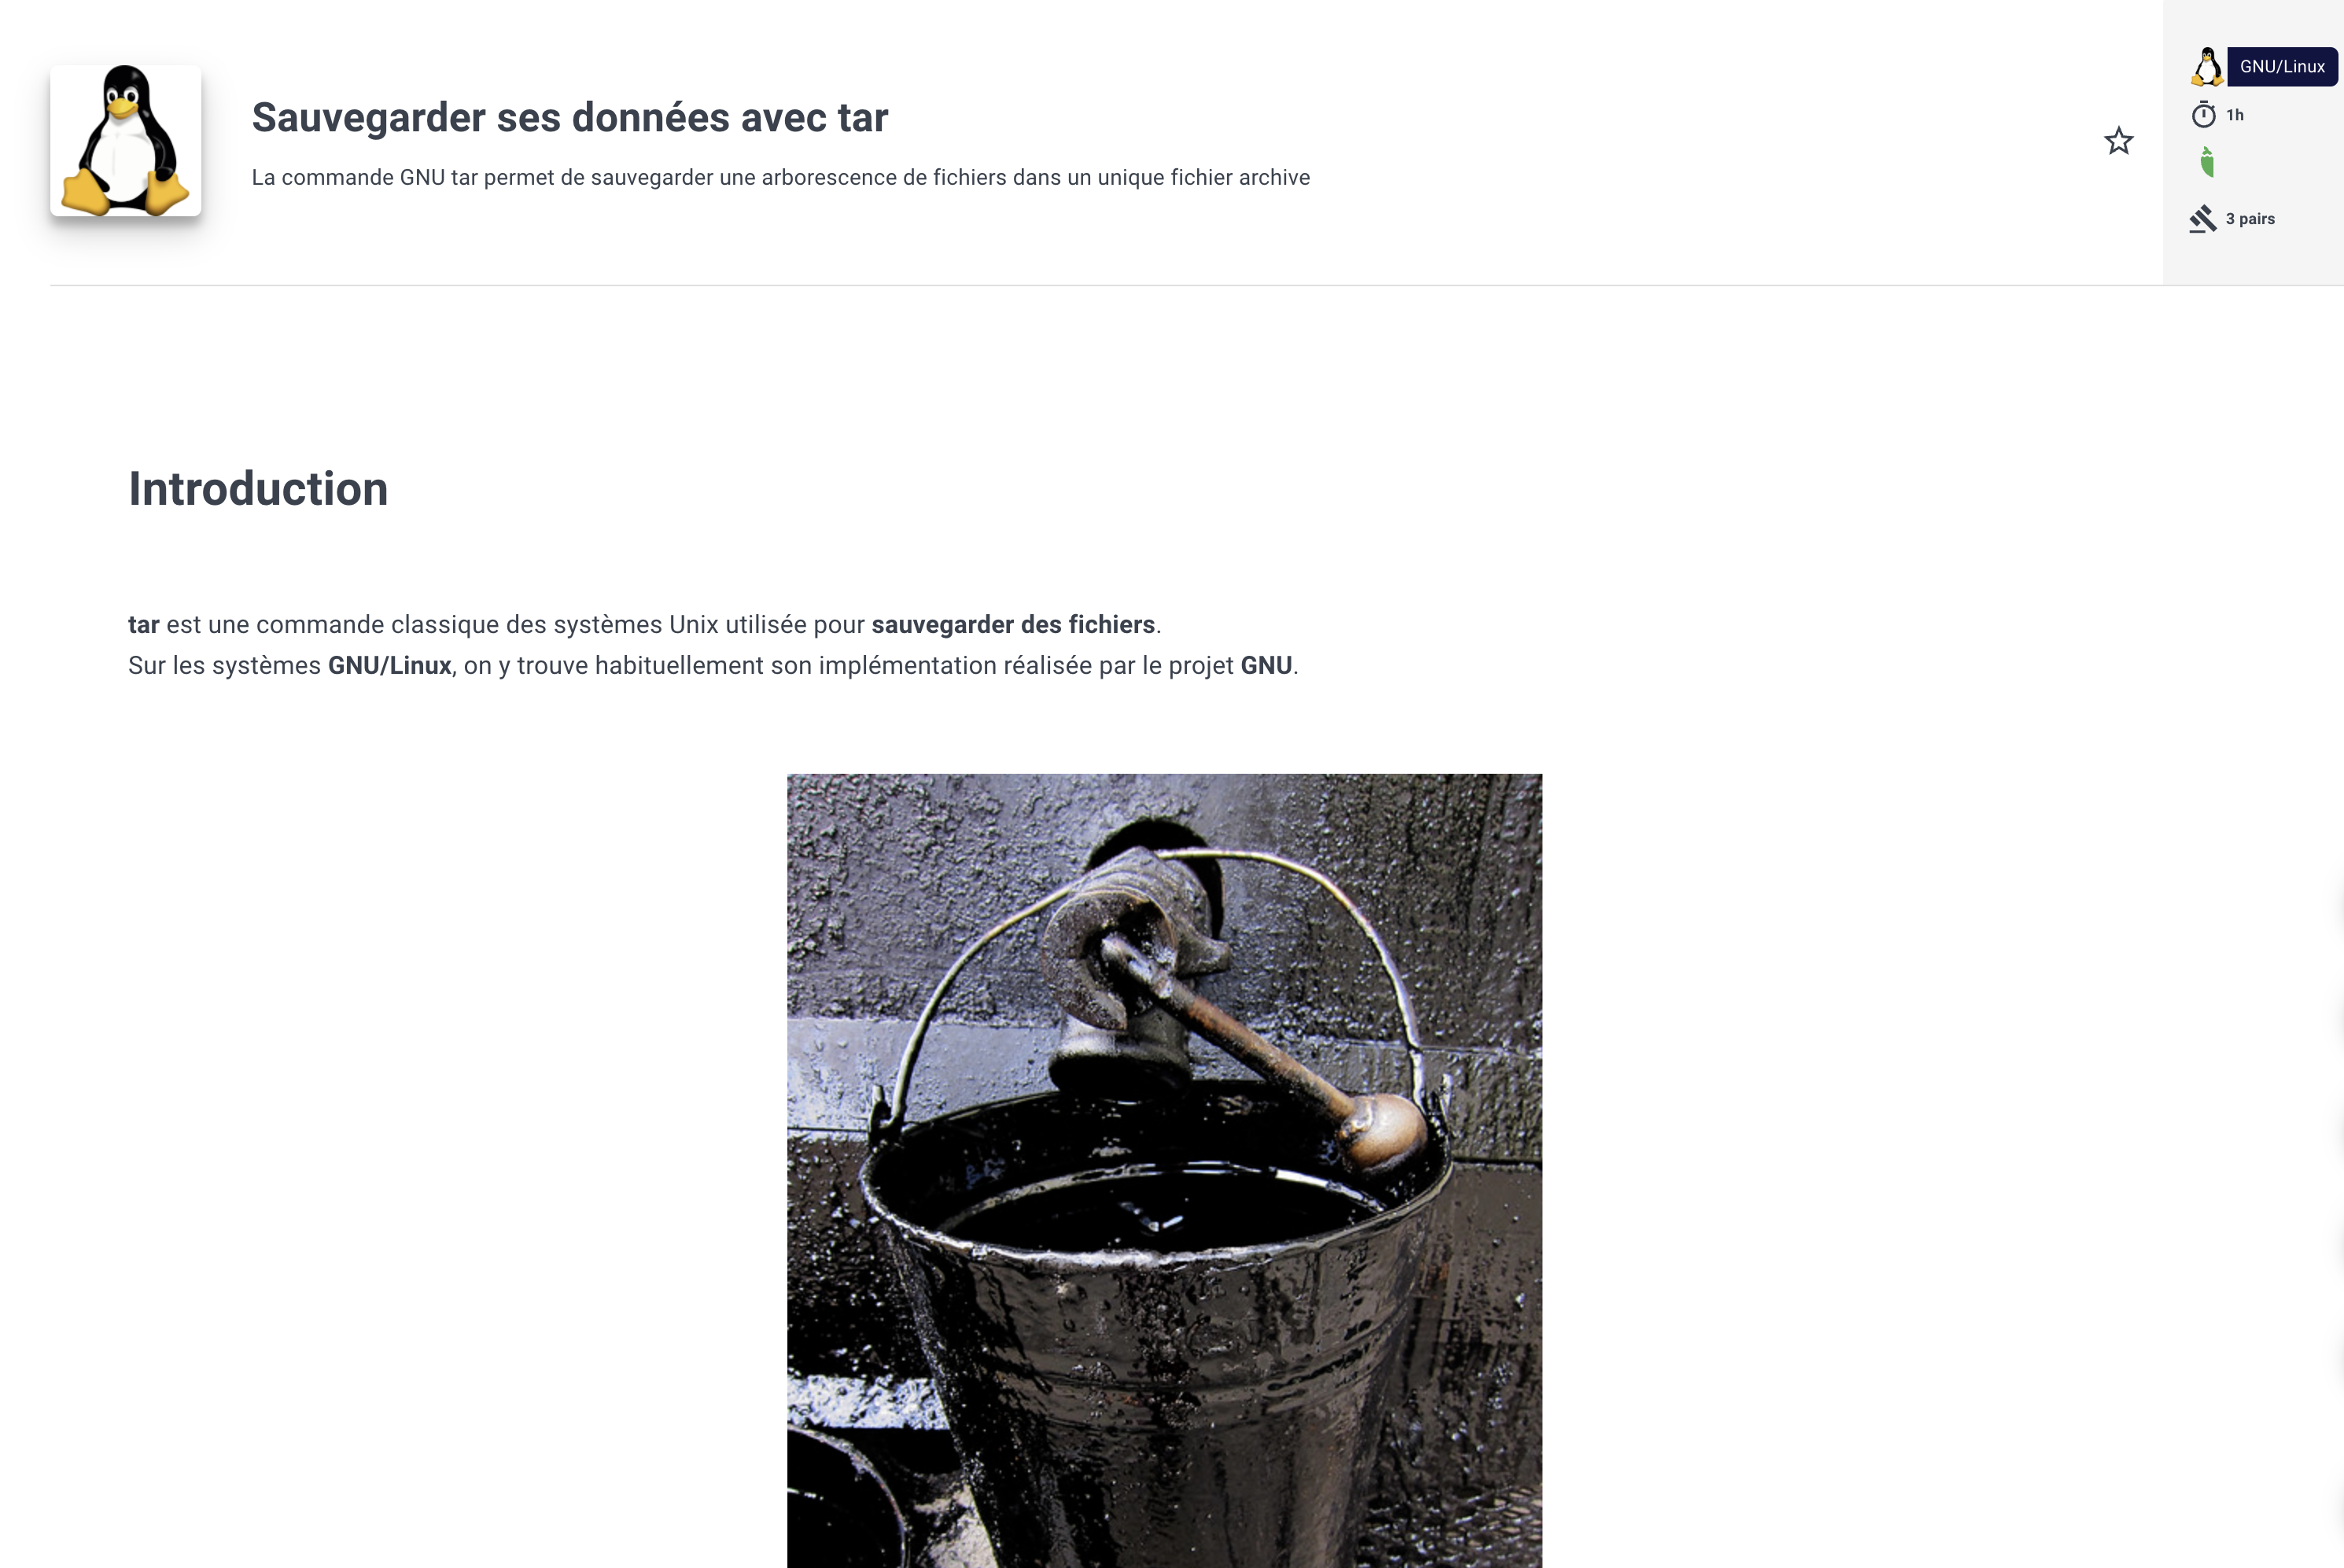 Sauvegarder ses données avec tar
La commande GNU tar permet de sauvegarder une arborescence de fichiers dans un unique fichier archive
GNU/Linux
1h
3 pairs
Introduction
tar est une commande classique des systèmes Unix utilisée pour sauvegarder des fichiers.
Sur les systèmes GNU/Linux, on y trouve habituellement son implémentation réalisée par le projet GNU.